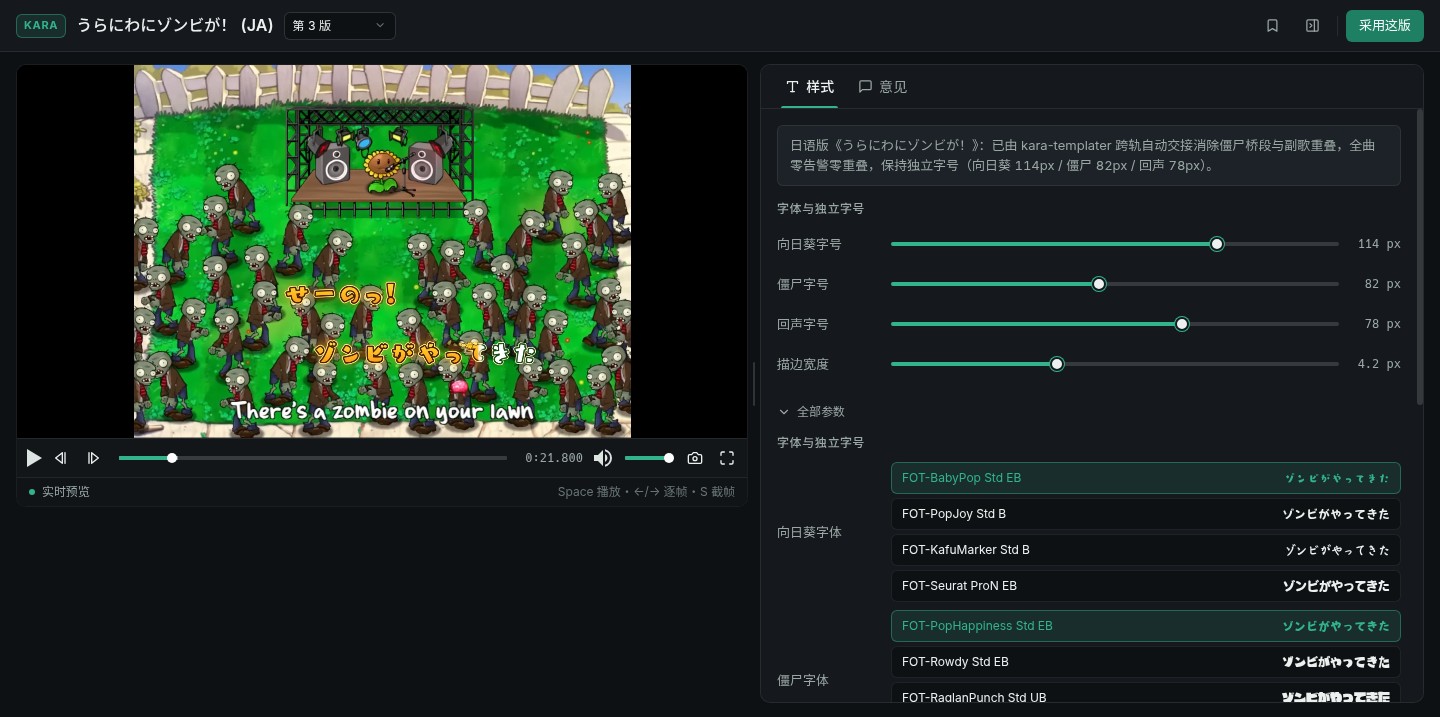 KARA うらにわにゾンビが！ (JA) 第 3 版
采用这版
せーのっ!
ゾンビがやってきた
There's a zombie on your lawn
0:21.800
实时预览
Space 播放・←/→ 逐帧・S 截帧
样式 意见
日语版《うらにわにゾンビが！》：已由 kara-templater 跨轨自动交接消除僵尸桥段与副歌重叠，全曲
零告警零重叠，保持独立字号（向日葵 114px / 僵尸 82px / 回声 78px）。
字体与独立字号
向日葵字号 114 px
僵尸字号 82 px
回声字号 78 px
描边宽度 4.2 px
全部参数
字体与独立字号
向日葵字体
FOT-BabyPop Std EB ゾンビがやってきた
FOT-PopJoy Std B ゾンビがやってきた
FOT-KafuMarker Std B ゾンビがやってきた
FOT-Seurat ProN EB ゾンビがやってきた
僵尸字体
FOT-PopHappiness Std EB ゾンビがやってきた
FOT-Rowdy Std EB ゾンビがやってきた
FOT-RaglanPunch Std UB ゾンビがやってきた